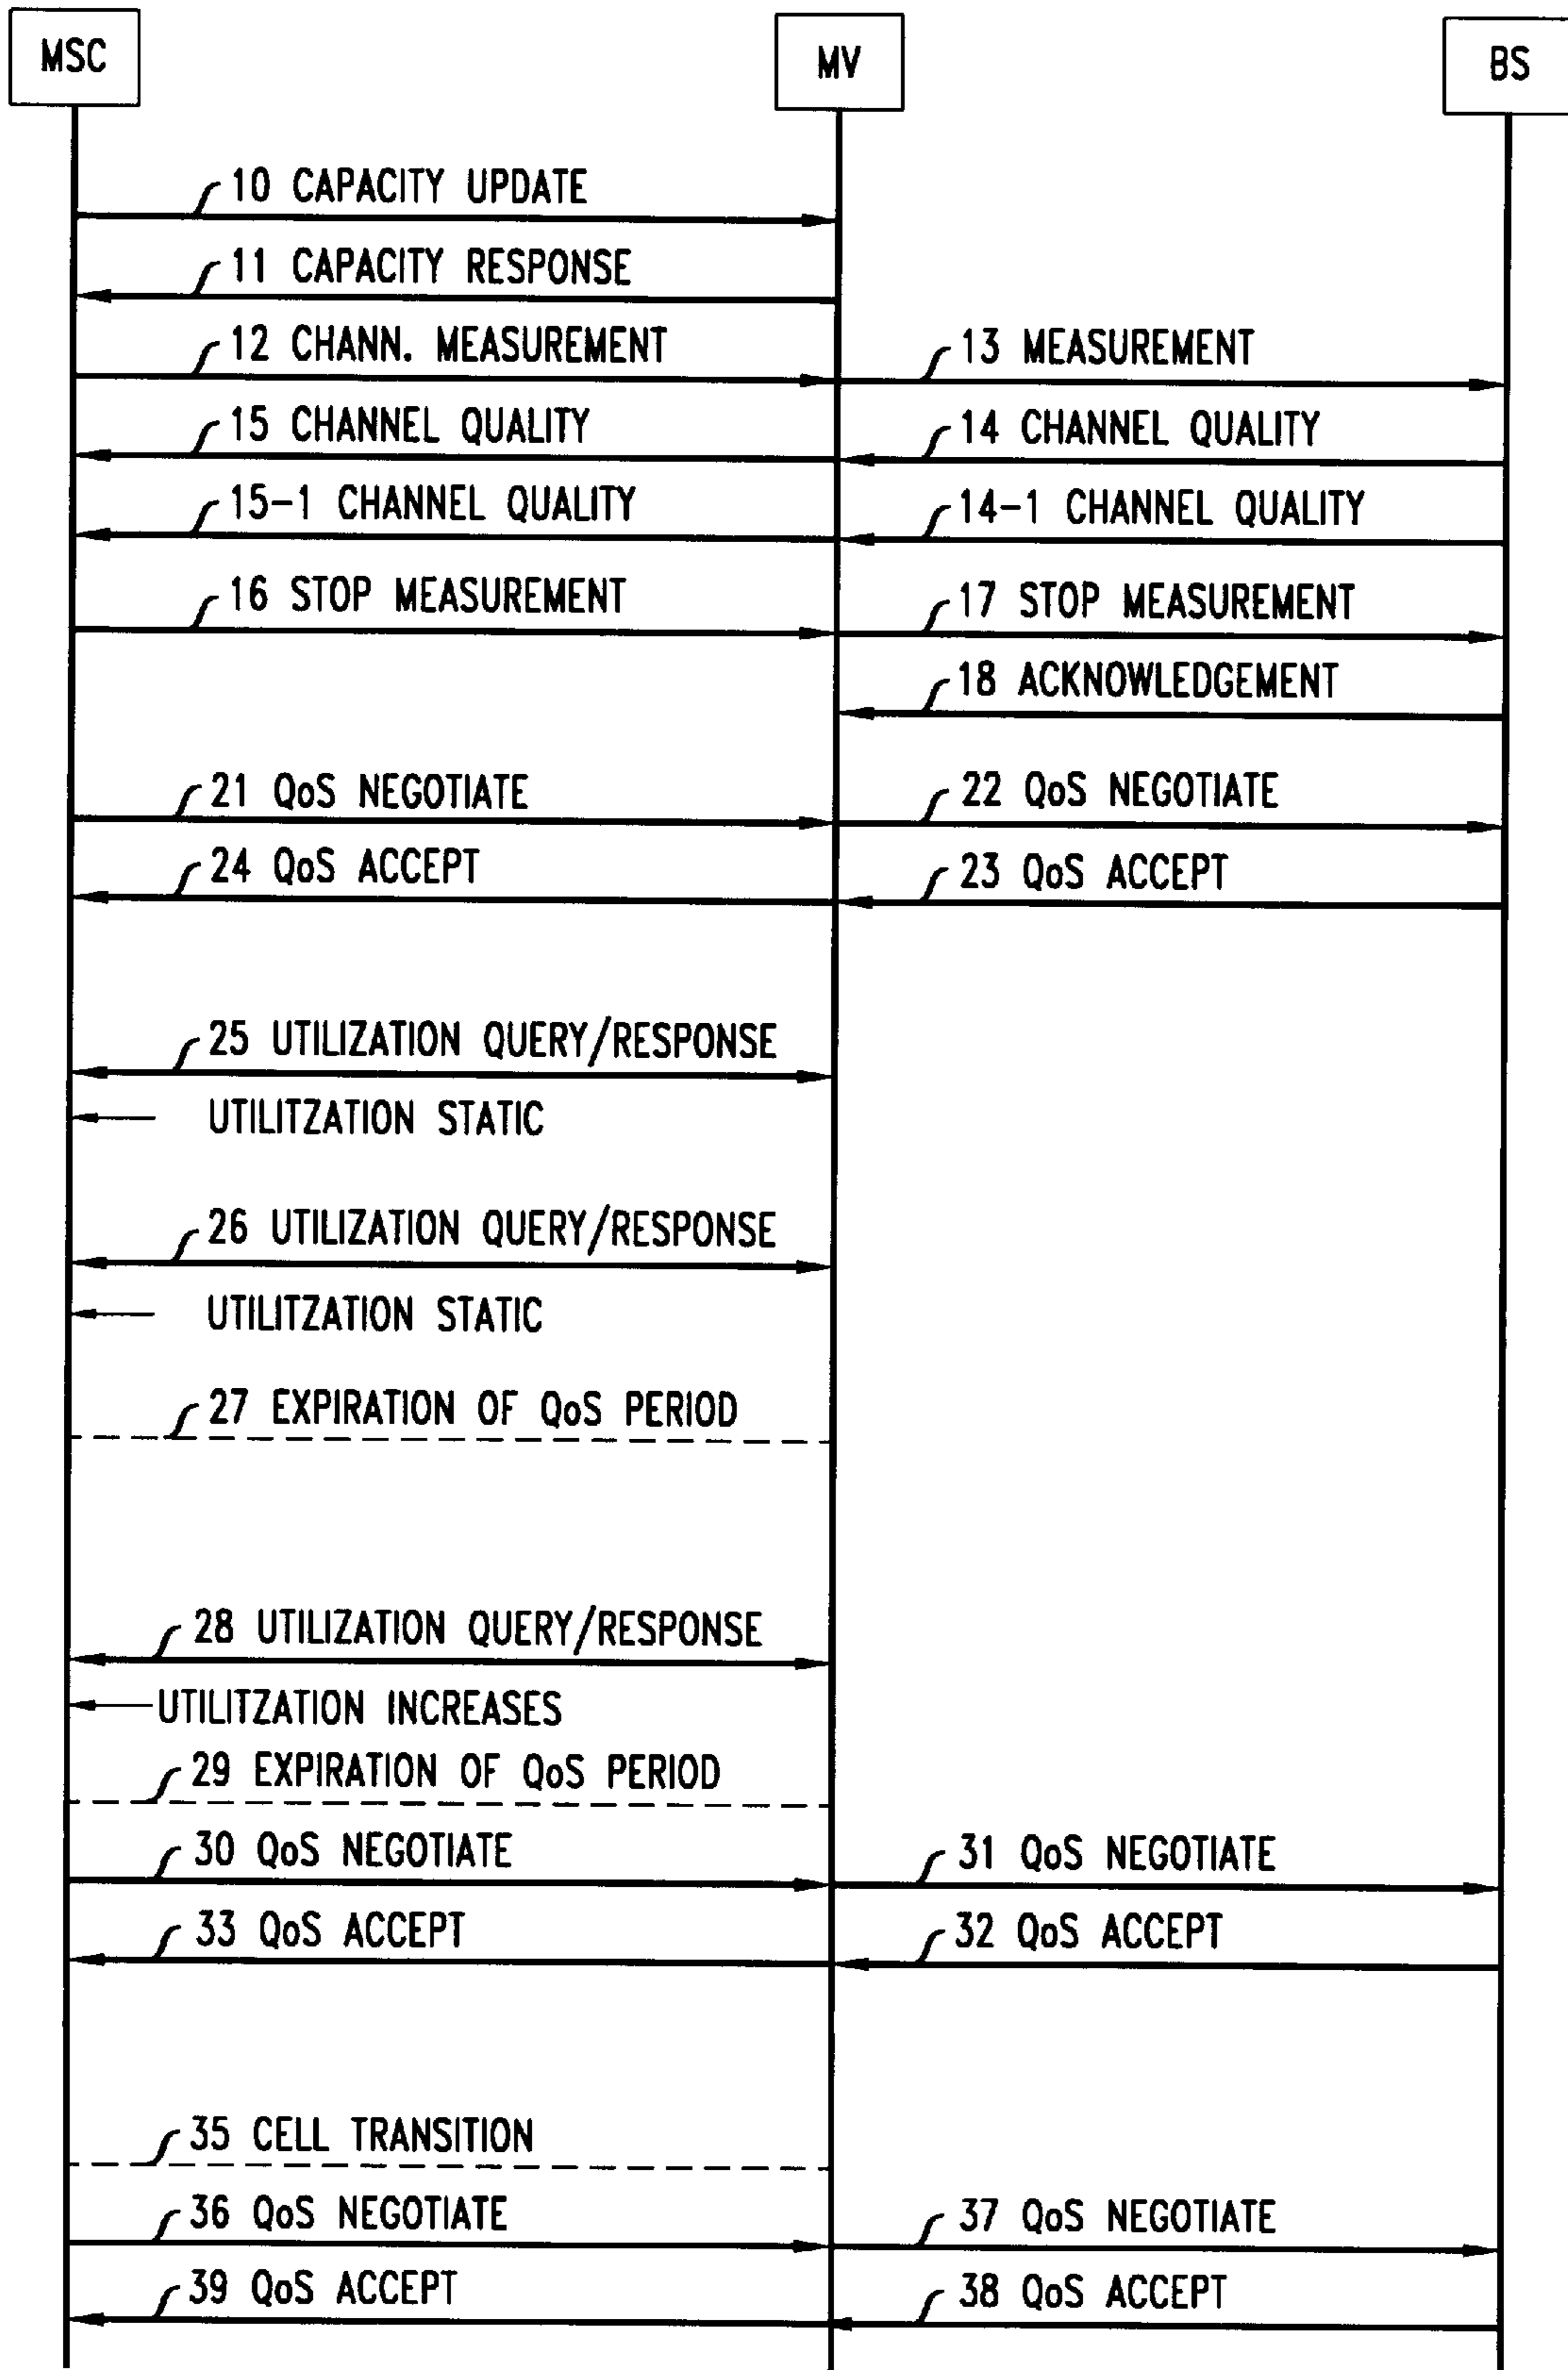 MSC MV BS
10 CAPACITY UPDATE
11 CAPACITY RESPONSE
12 CHANN. MEASUREMENT 13 MEASUREMENT
15 CHANNEL QUALITY 14 CHANNEL QUALITY
15-1 CHANNEL QUALITY 14-1 CHANNEL QUALITY
16 STOP MEASUREMENT 17 STOP MEASUREMENT
18 ACKNOWLEDGEMENT
21 QoS NEGOTIATE 22 QoS NEGOTIATE
24 QoS ACCEPT 23 QoS ACCEPT
25 UTILIZATION QUERY/RESPONSE
UTILITZATION STATIC
26 UTILIZATION QUERY/RESPONSE
UTILITZATION STATIC
27 EXPIRATION OF QoS PERIOD
28 UTILIZATION QUERY/RESPONSE
UTILITZATION INCREASES
29 EXPIRATION OF QoS PERIOD
30 QoS NEGOTIATE 31 QoS NEGOTIATE
33 QoS ACCEPT 32 QoS ACCEPT
35 CELL TRANSITION
36 QoS NEGOTIATE 37 QoS NEGOTIATE
39 QoS ACCEPT 38 QoS ACCEPT